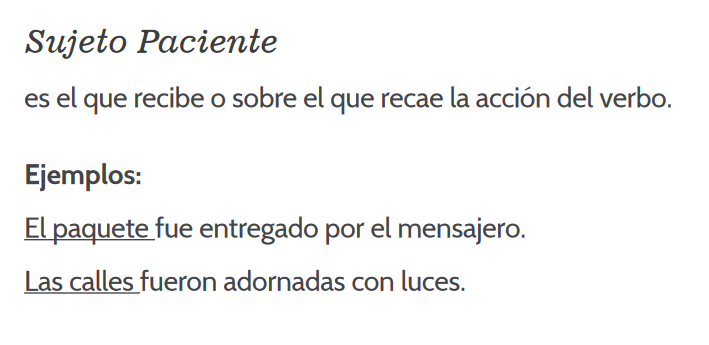 Sujeto Paciente
es el que recibe o sobre el que recae la acción del verbo.
Ejemplos:
El paquete fue entregado por el mensajero.
Las calles fueron adornadas con luces.